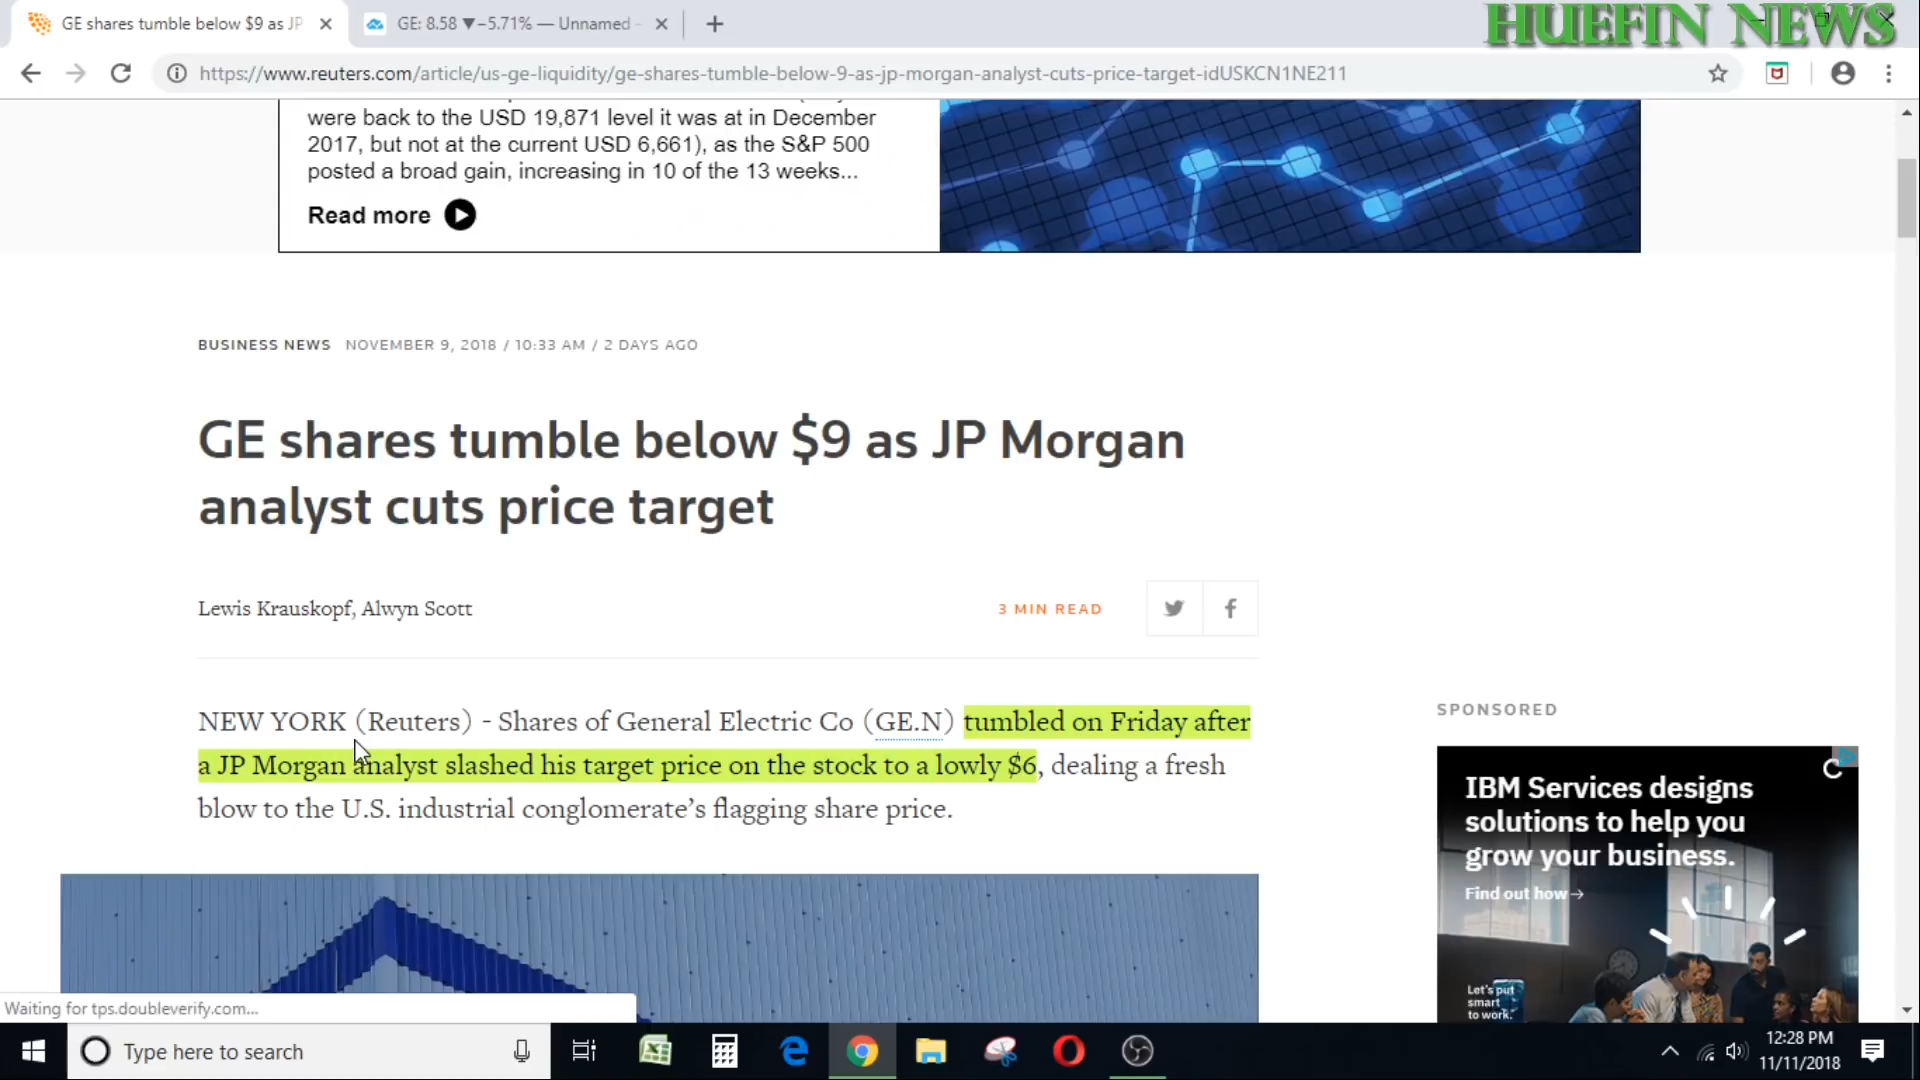 GE shares tumble below $9 as JP
GE: 8.58 ▼−5.71% — Unnamed
HUEFIN NEWS
https://www.reuters.com/article/us-ge-liquidity/ge-shares-tumble-below-9-as-jp-morgan-analyst-cuts-price-target-idUSKCN1NE211
were back to the USD 19,871 level it was at in December
2017, but not at the current USD 6,661), as the S&P 500
posted a broad gain, increasing in 10 of the 13 weeks...
Read more
BUSINESS NEWS NOVEMBER 9, 2018 / 10:33 AM / 2 DAYS AGO
GE shares tumble below $9 as JP Morgan
analyst cuts price target
Lewis Krauskopf, Alwyn Scott
3 MIN READ
NEW YORK (Reuters) - Shares of General Electric Co (GE.N) tumbled on Friday after
a JP Morgan analyst slashed his target price on the stock to a lowly $6, dealing a fresh
blow to the U.S. industrial conglomerate's flagging share price.
SPONSORED
IBM Services designs
solutions to help you
grow your business.
Find out how→
Let's put
smart
to work.
Waiting for tps.doubleverify.com...
Type here to search
12:28 PM
11/11/2018